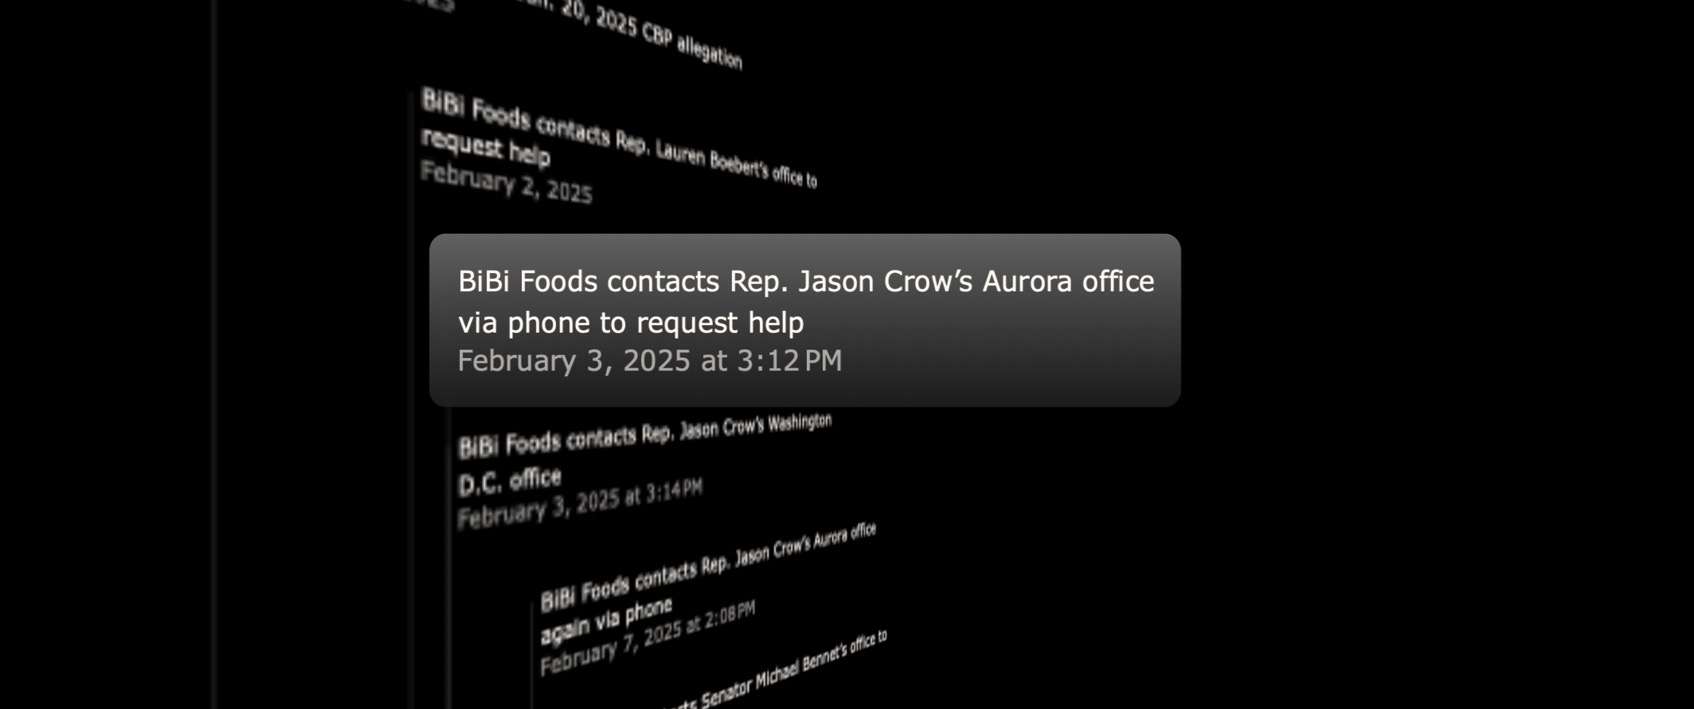 20, 2025 CBP allegation
BiBi Foods contacts Rep. Lauren Boebert’s office to
request help
February 2, 2025
BiBi Foods contacts Rep. Jason Crow’s Aurora office
via phone to request help
February 3, 2025 at 3:12 PM
BiBi Foods contacts Rep. Jason Crow’s Washington
D.C. office
February 3, 2025 at 3:14 PM
BiBi Foods contacts Rep. Jason Crow’s Aurora office
again via phone
February 7, 2025 at 2:08 PM
Senator Michael Bennet’s office to